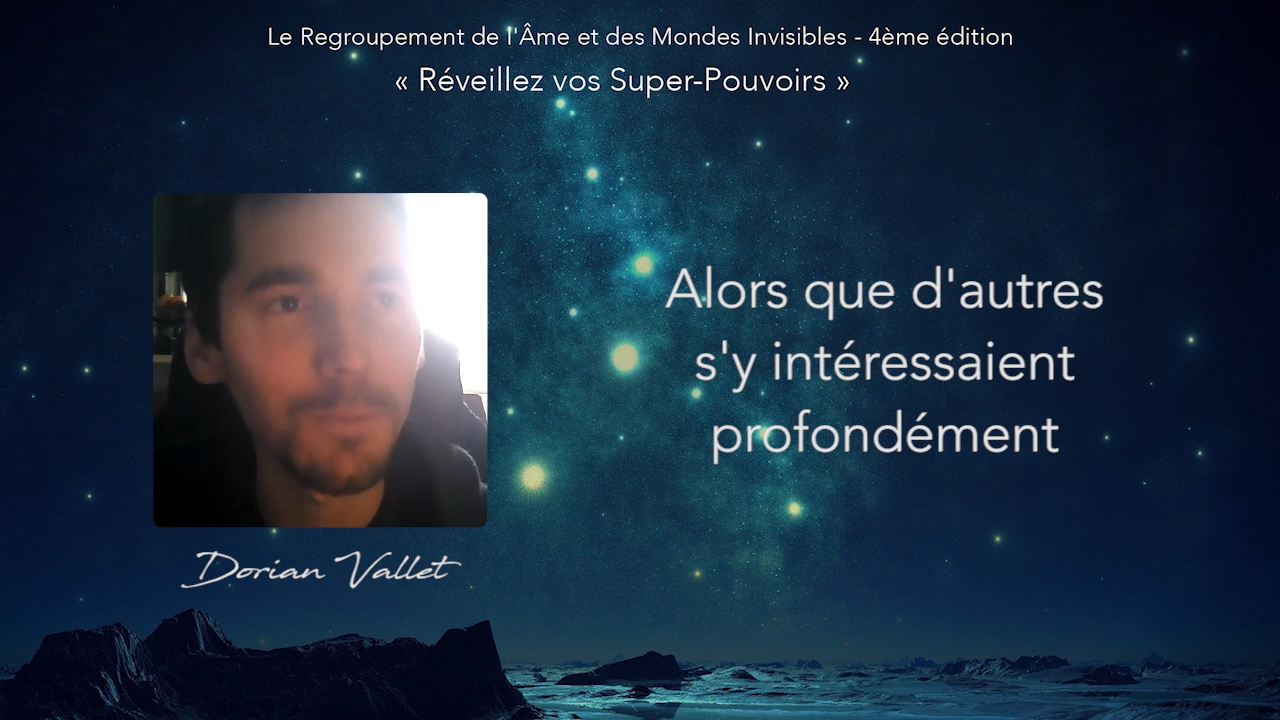 Le Regroupement de l'Âme et des Mondes Invisibles - 4ème édition
« Réveillez vos Super-Pouvoirs »
Alors que d'autres
s'y intéressaient
profondément
Dorian Vallet